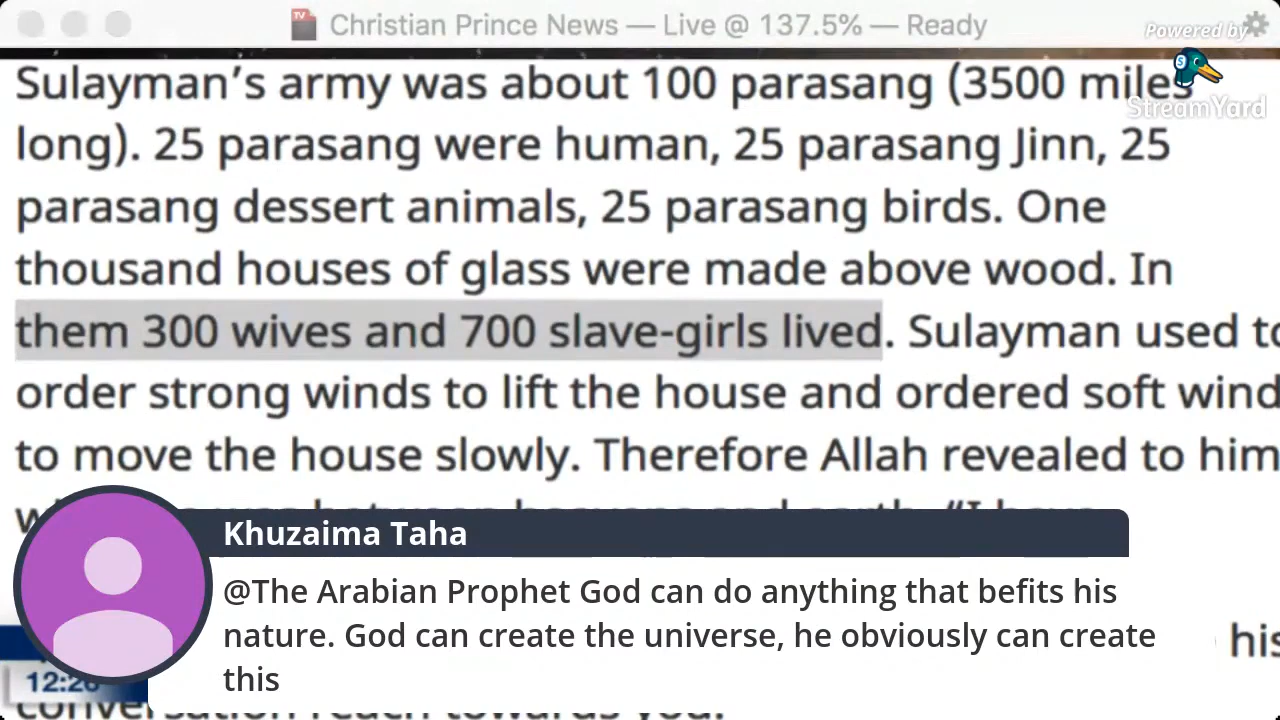 Christian Prince News — Live @ 137.5% — Ready
Powered by
StreamYard
Sulayman’s army was about 100 parasang (3500 miles
long). 25 parasang were human, 25 parasang Jinn, 25
parasang dessert animals, 25 parasang birds. One
thousand houses of glass were made above wood. In
them 300 wives and 700 slave-girls lived. Sulayman used to
order strong winds to lift the house and ordered soft wind
to move the house slowly. Therefore Allah revealed to him
Khuzaima Taha
@The Arabian Prophet God can do anything that befits his
nature. God can create the universe, he obviously can create
this
his
12:26
conversation reach towards you.